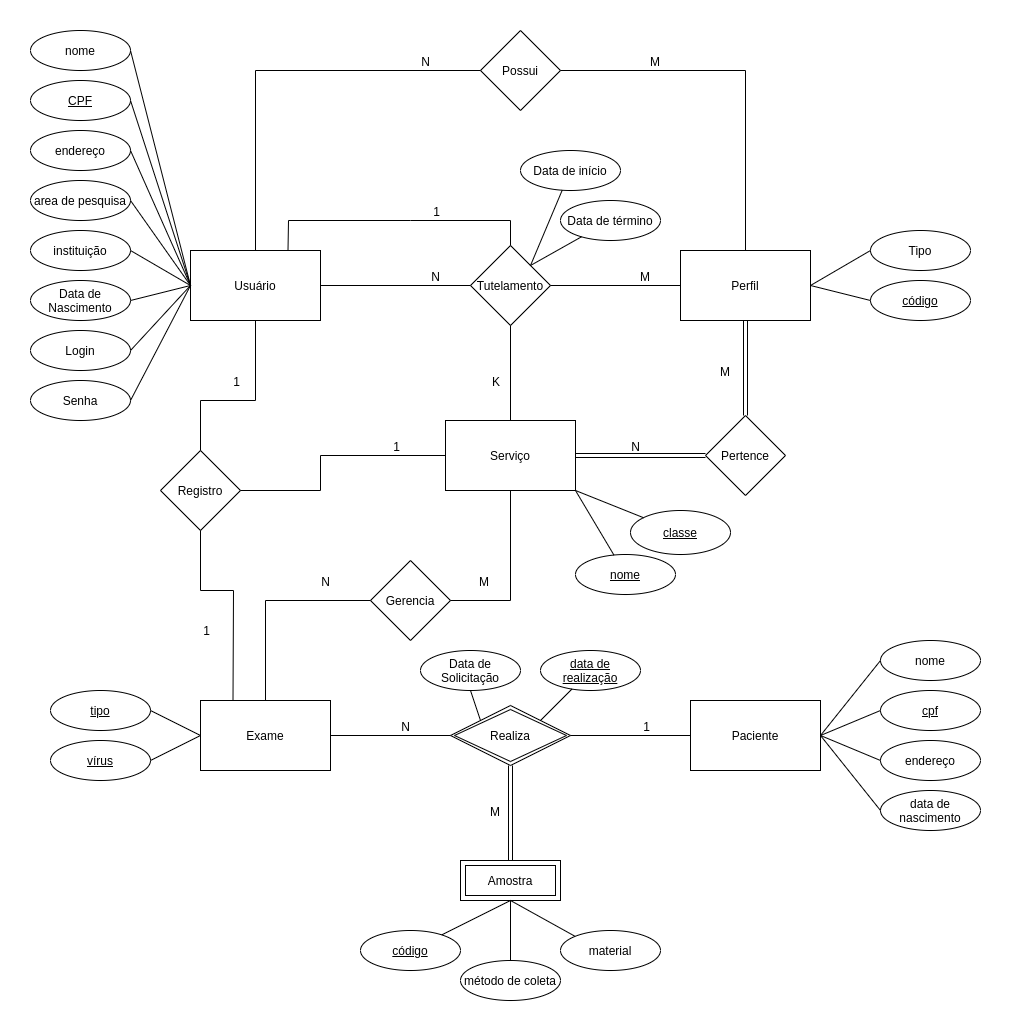 nome
N
Possui
M
CPF
endereço
Data de início
area de pesquisa
1
Data de término
instituição
Tipo
Usuário
N
Tutelamento
M
Perfil
Data de
Nascimento
código
Login
1
K
M
Senha
1
Serviço
N
Pertence
Registro
classe
nome
N
Gerencia
M
1
Data de
Solicitação
data de
realização
nome
tipo
cpf
Exame
N
Realiza
1
Paciente
vírus
endereço
M
data de
nascimento
Amostra
código
material
método de coleta